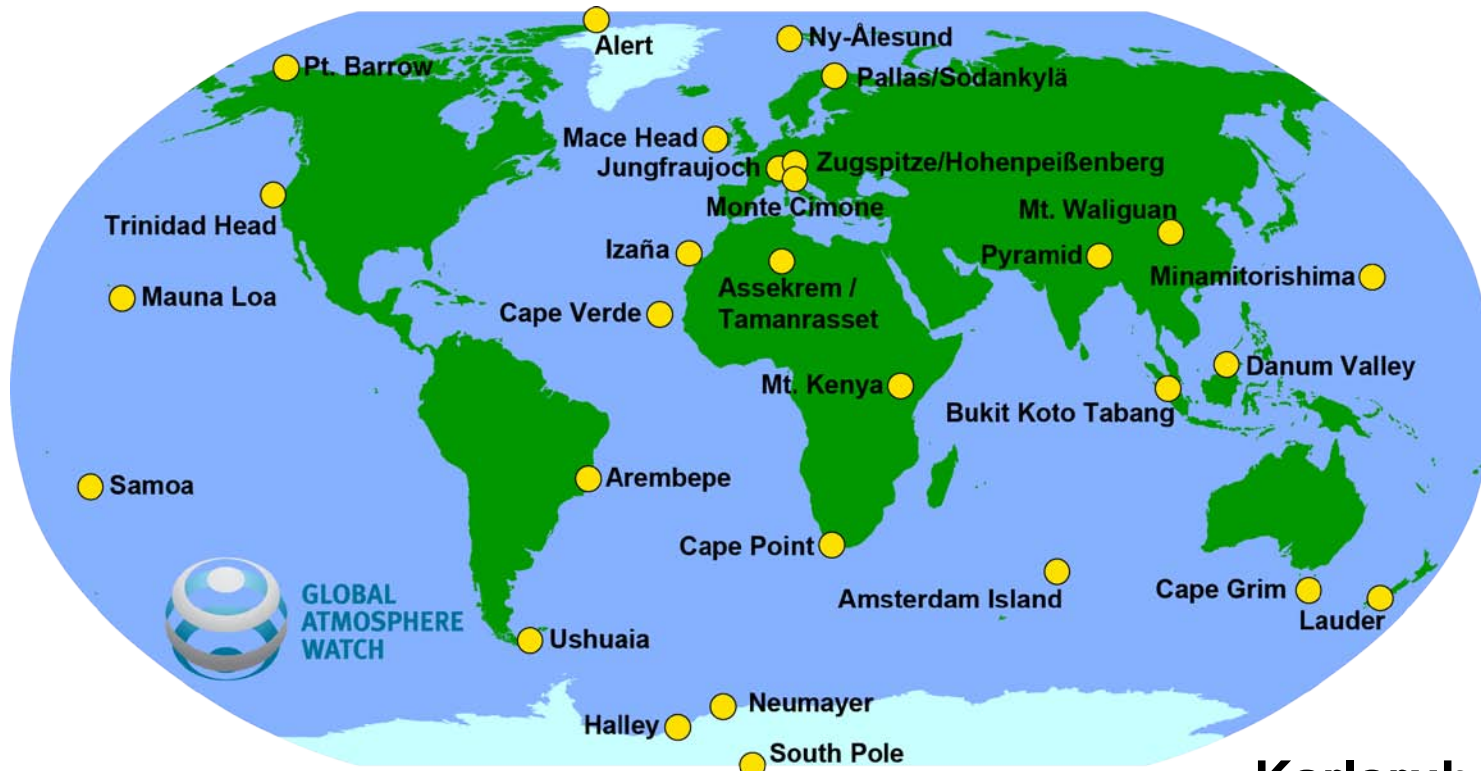 Alert
Ny-Ålesund
Pt. Barrow
Pallas/Sodankylä
Mace Head
Jungfraujoch
Zugspitze/Hohenpeißenberg
Monte Cimone
Trinidad Head
Mt. Waliguan
Izaña
Pyramid
Minamitorishima
Mauna Loa
Assekrem /
Tamanrasset
Cape Verde
Danum Valley
Mt. Kenya
Bukit Koto Tabang
Samoa
Arembepe
Cape Point
Amsterdam Island
Cape Grim
Lauder
GLOBAL
ATMOSPHERE
WATCH
Ushuaia
Neumayer
Halley
South Pole